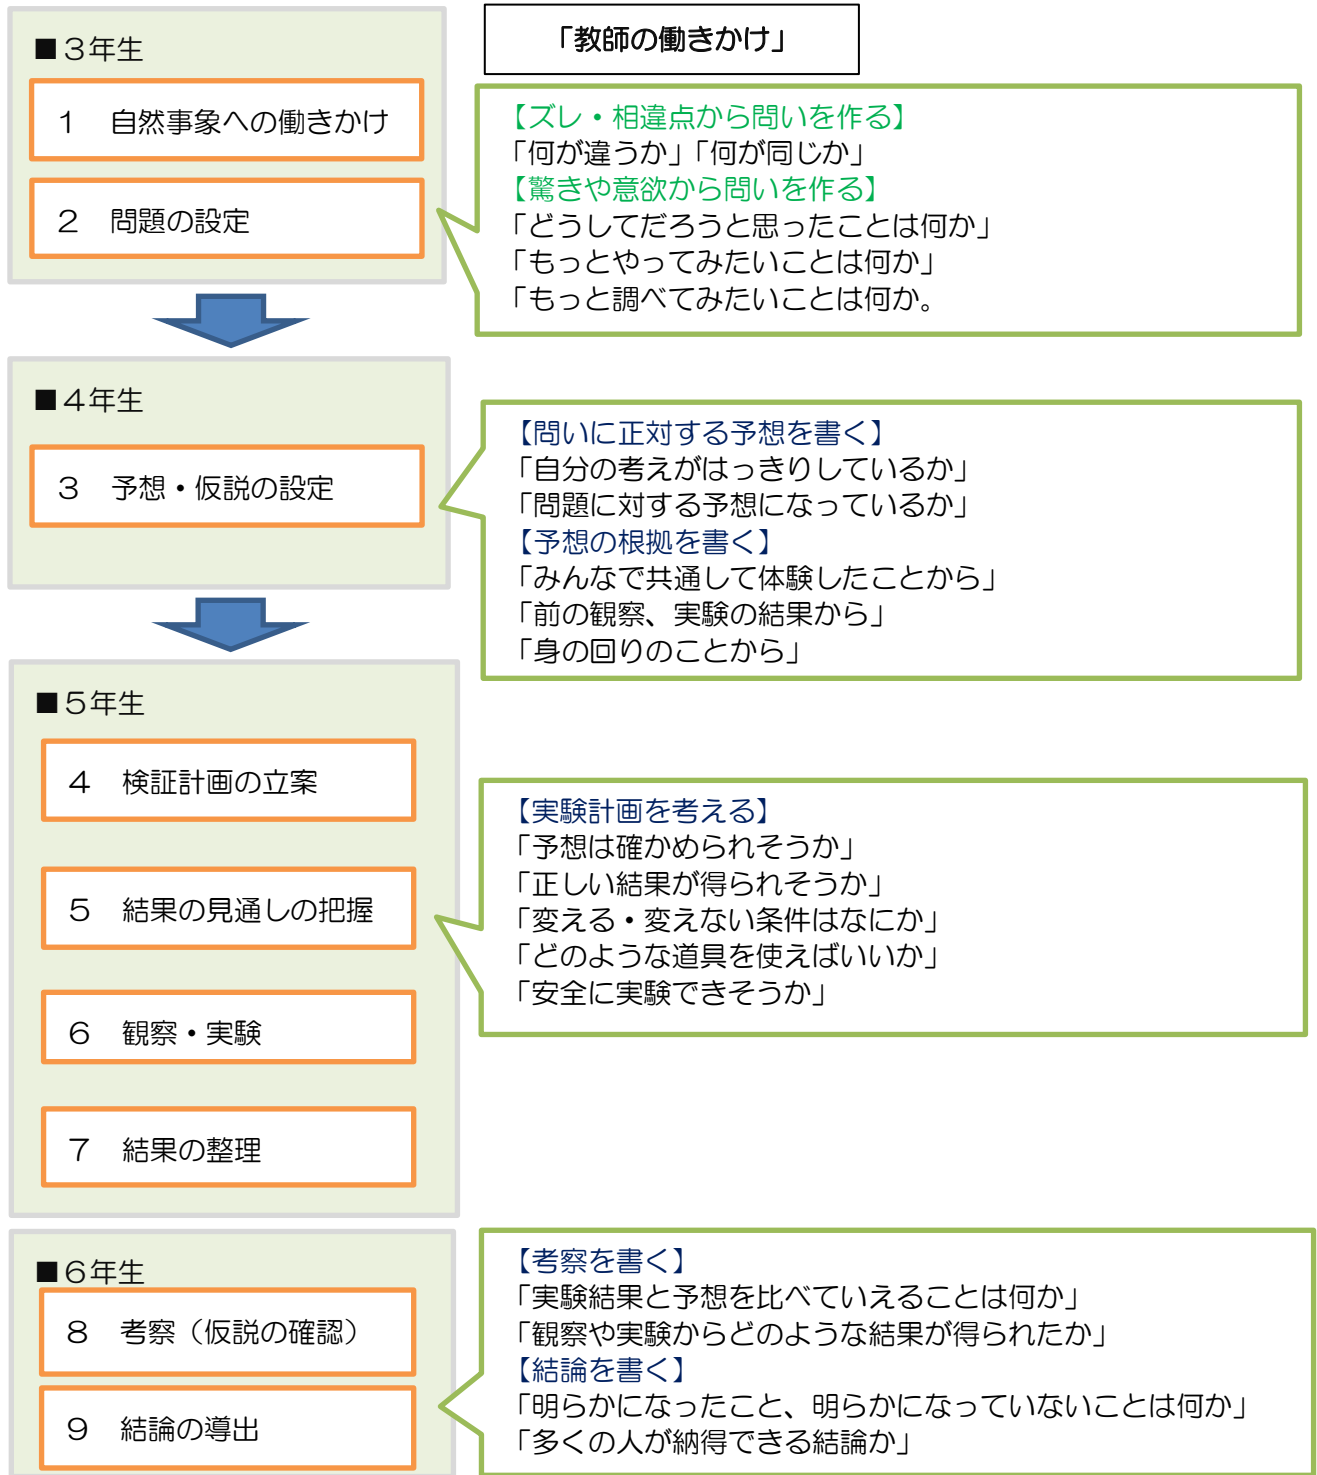 ■３年生
１　自然事象への働きかけ
２　問題の設定
「教師の働きかけ」
【ズレ・相違点から問いを作る】
「何が違うか」「何が同じか」
【驚きや意欲から問いを作る】
「どうしてだろうと思ったことは何か」
「もっとやってみたいことは何か」
「もっと調べてみたいことは何か。
■４年生
３　予想・仮説の設定
【問いに正対する予想を書く】
「自分の考えがはっきりしているか」
「問題に対する予想になっているか」
【予想の根拠を書く】
「みんなで共通して体験したことから」
「前の観察、実験の結果から」
「身の回りのことから」
■５年生
４　検証計画の立案
５　結果の見通しの把握
６　観察・実験
７　結果の整理
【実験計画を考える】
「予想は確かめられそうか」
「正しい結果が得られそうか」
「変える・変えない条件はなにか」
「どのような道具を使えばいいか」
「安全に実験できそうか」
■６年生
８　考察（仮説の確認）
９　結論の導出
【考察を書く】
「実験結果と予想を比べていえることは何か」
「観察や実験からどのような結果が得られたか」
【結論を書く】
「明らかになったこと、明らかになっていないことは何か」
「多くの人が納得できる結論か」